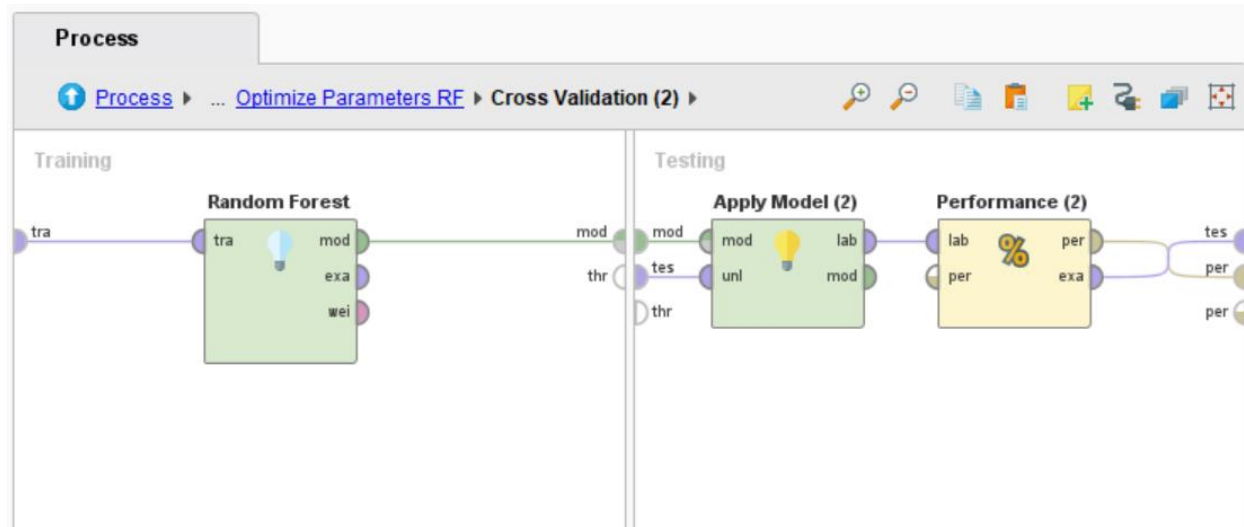 Process
Process ... Optimize Parameters RF Cross Validation (2)
Training
Testing
Random Forest
Apply Model (2)
Performance (2)
tra
tra
mod
mod
mod
mod
lab
lab
per
tes
exa
thr
tes
unl
mod
per
exa
per
wei
thr
per
%